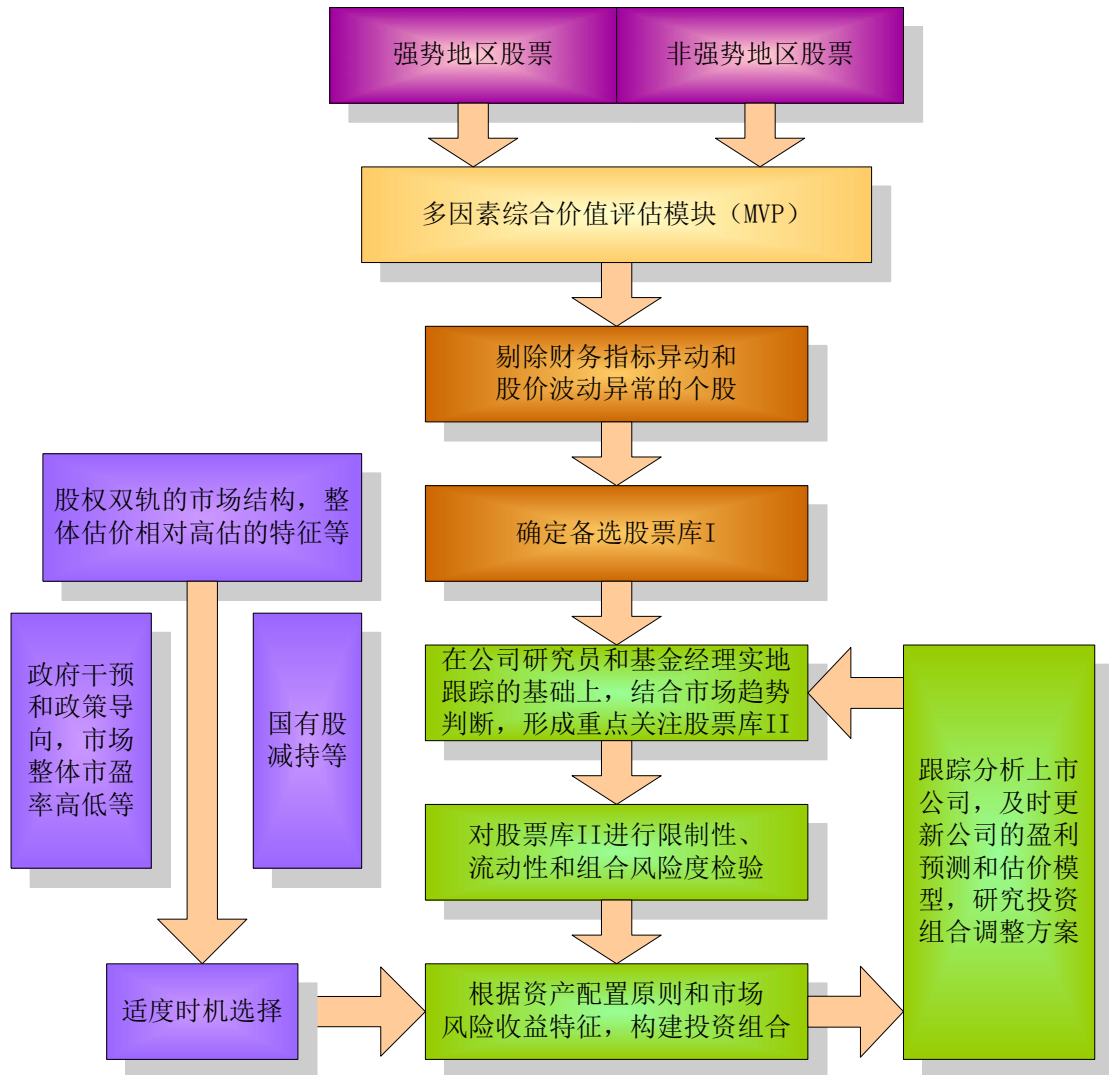 强势地区股票
非强势地区股票
多因素综合价值评估模块（MVP）
剔除财务指标异动和
股价波动异常的个股
确定备选股票库I
股权双轨的市场结构，整
体估价相对高估的特征等
政府干预
和政策导
向，市场
整体市盈
率高低等
国有股
减持等
适度时机选择
在公司研究员和基金经理实地
跟踪的基础上，结合市场趋势
判断，形成重点关注股票库II
对股票库II进行限制性、
流动性和组合风险度检验
根据资产配置原则和市场
风险收益特征，构建投资组合
跟踪分析上市
公司，及时更
新公司的盈利
预测和估价模
型，研究投资
组合调整方案